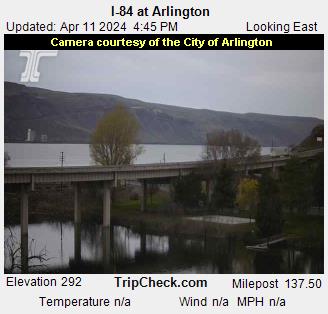 I-84 at Arlington
Updated: Apr 11 2024 4:45 PM Looking East
Camera courtesy of the City of Arlington
Elevation 292 TripCheck.com Milepost 137.50
Temperature n/a Wind n/a MPH n/a